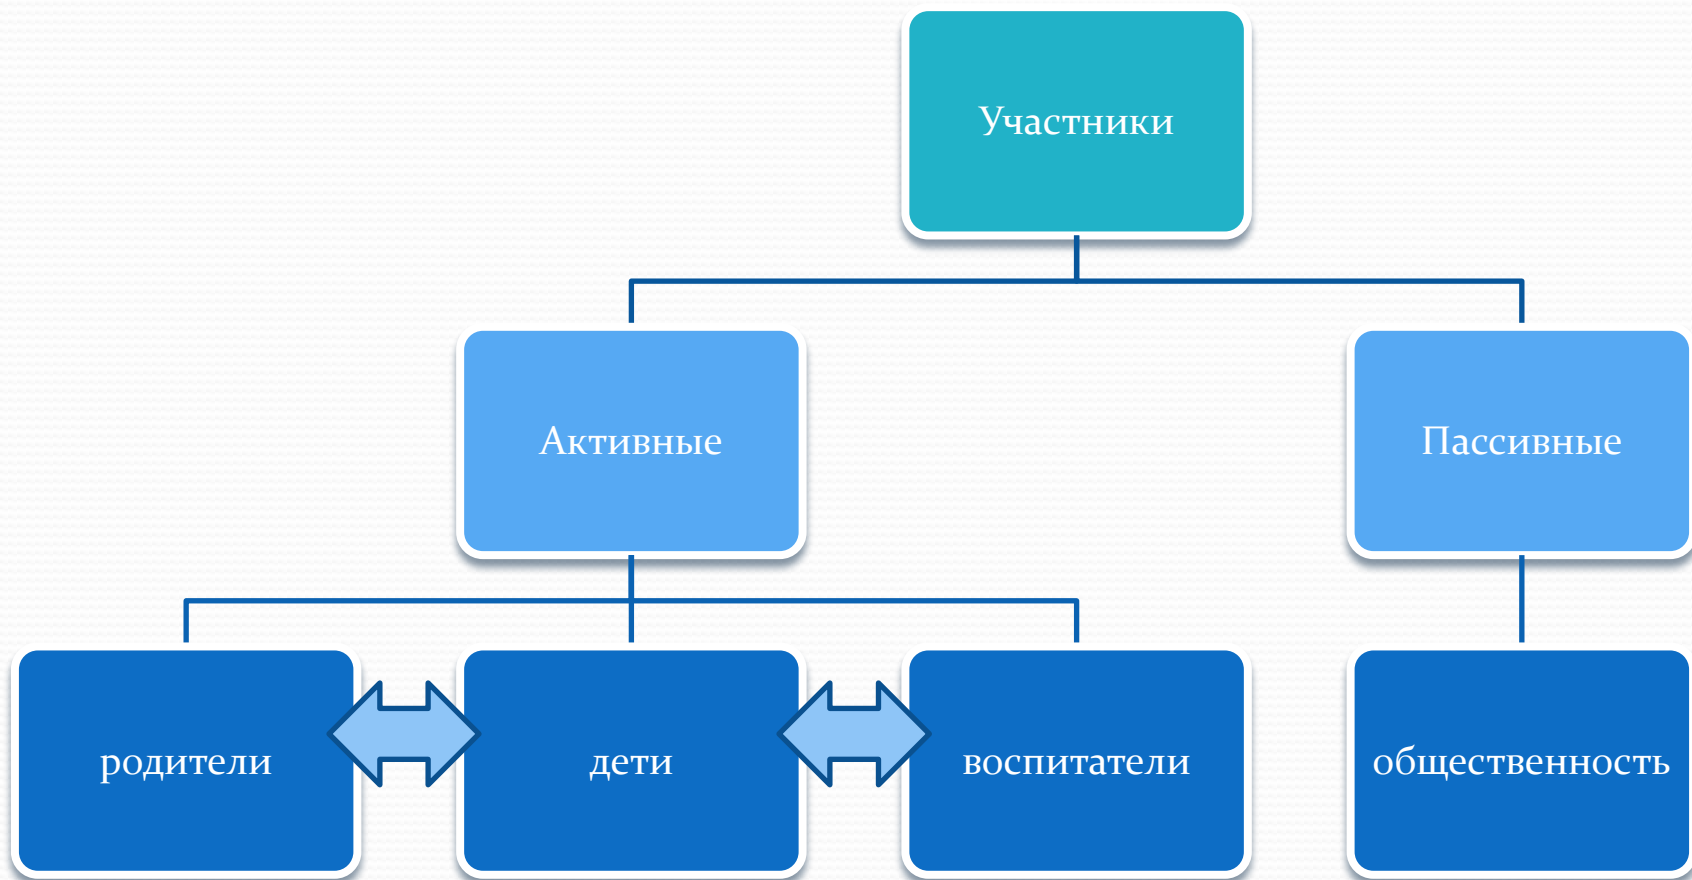 Участники
Активные
Пассивные
родители
дети
воспитатели
общественность